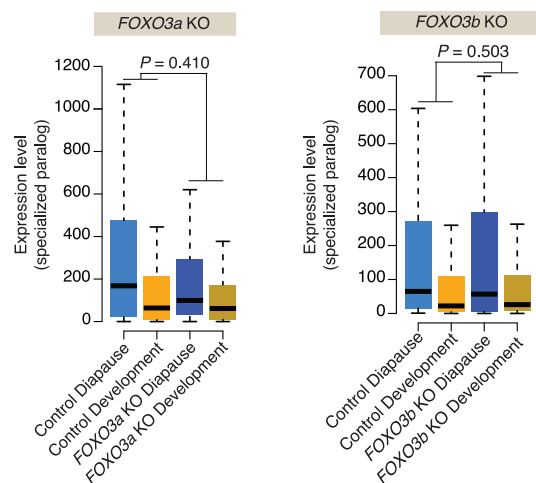 FOXO3a KO
P = 0.410
Expression level
(specialized paralog)
1200
1000
800
600
400
200
0
Control Diapause
Control Development
FOXO3a KO Diapause
FOXO3a KO Development
FOXO3b KO
P = 0.503
Expression level
(specialized paralog)
700
600
500
400
300
200
100
0
Control Diapause
Control Development
FOXO3b KO Diapause
FOXO3b KO Development